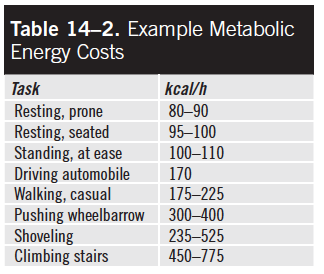 Table 14–2. Example Metabolic
Energy Costs
Task kcal/h
Resting, prone 80–90
Resting, seated 95–100
Standing, at ease 100–110
Driving automobile 170
Walking, casual 175–225
Pushing wheelbarrow 300–400
Shoveling 235–525
Climbing stairs 450–775